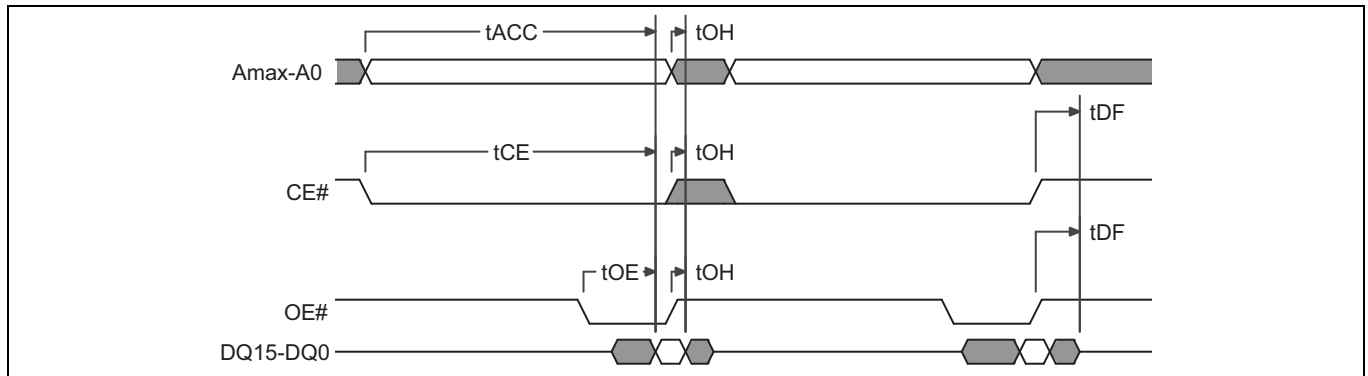 tACC
tOH
Amax-A0
tDF
tCE
tOH
CE#
tDF
tOE
tOH
OE#
DQ15-DQ0